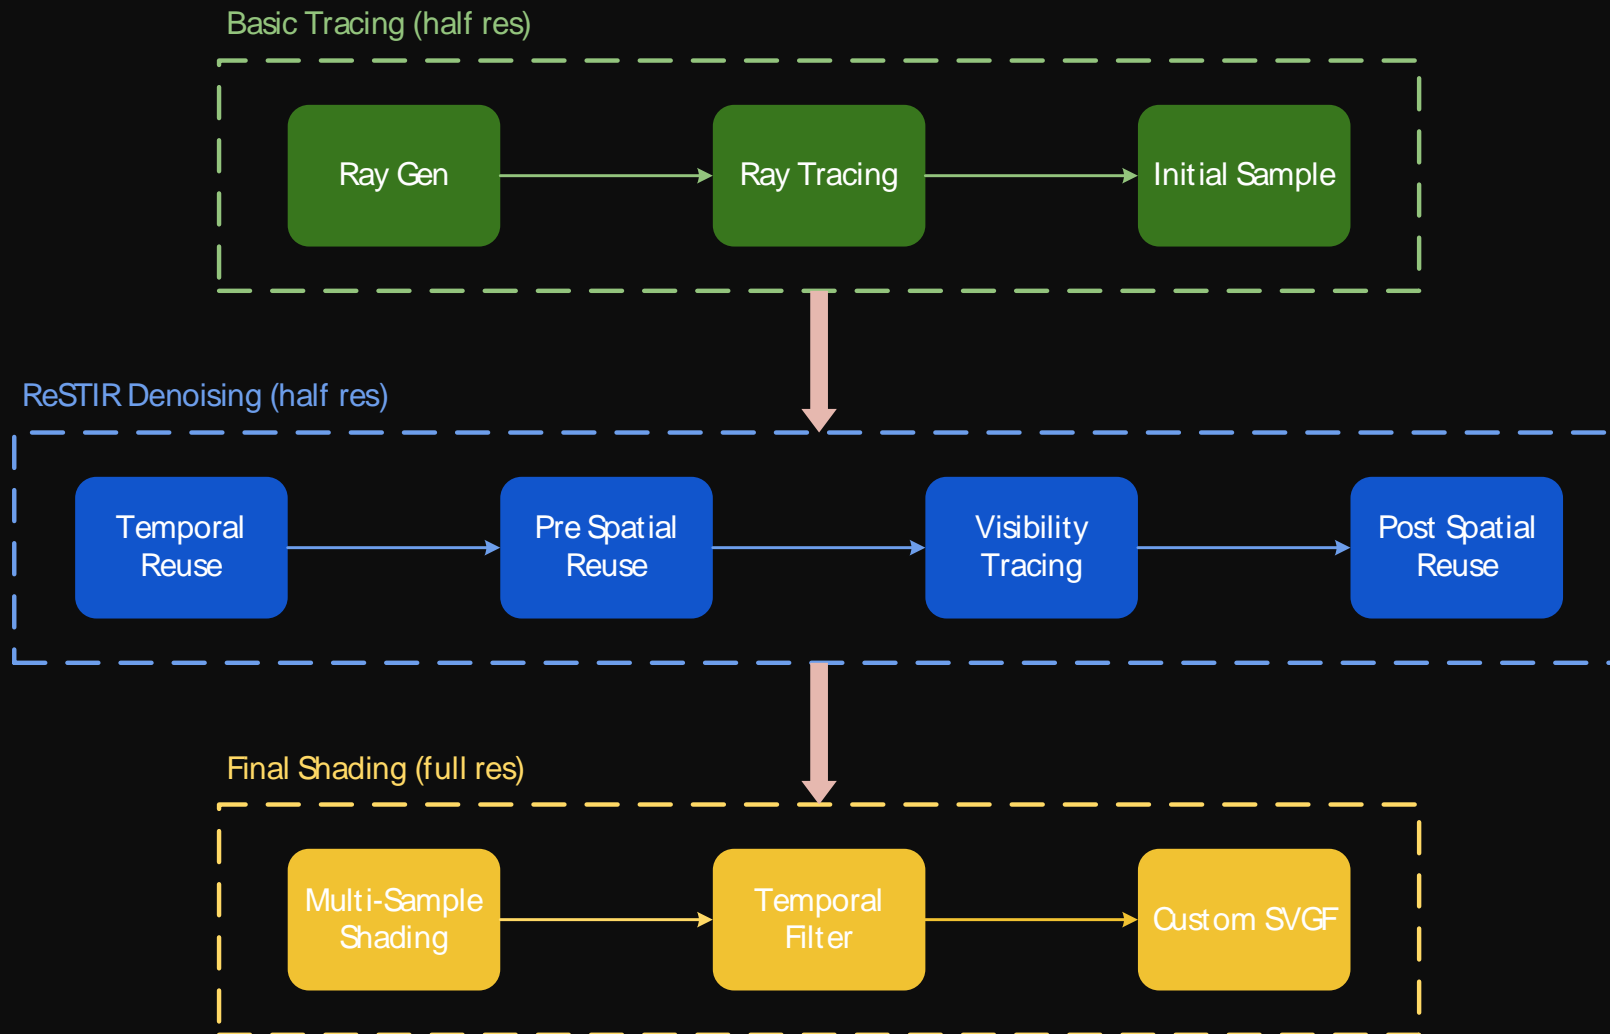 Basic Tracing (half res)
Ray Gen
Ray Tracing
Initial Sample
ReSTIR Denoising (half res)
Temporal
Reuse
Pre Spatial
Reuse
Visibility
Tracing
Post Spatial
Reuse
Final Shading (full res)
Multi-Sample
Shading
Temporal
Filter
Custom SVGF